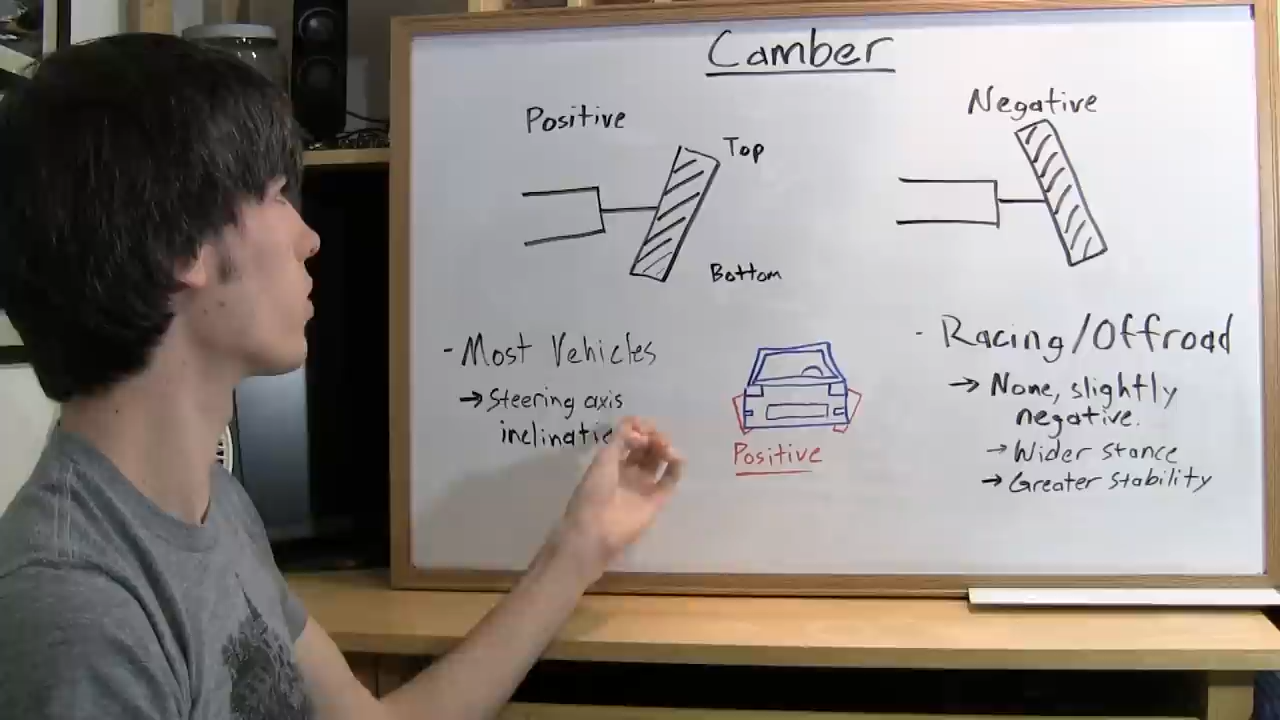 Camber
Positive
Negative
Top
Bottom
- Most Vehicles
→ Steering axis
Positive
- Racing/Offroad
→ None, slightly
negative.
→ Wider stance
→ Greater stability